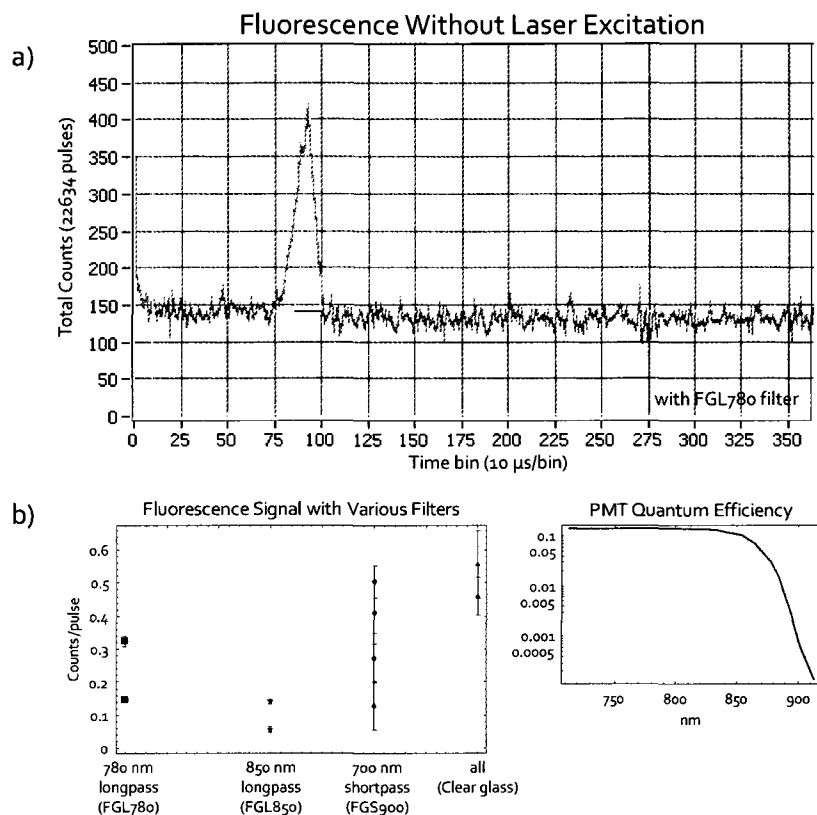 Fluorescence Without Laser Excitation
a)
Total Counts (22634 pulses)
500
450
400
350
300
250
200
150
100
50
0
with FGL780 filter
0 25 50 75 100 125 150 175 200 225 250 275 300 325 350
Time bin (10 µs/bin)
b)
Fluorescence Signal with Various Filters
Counts/pulse
0.6
0.5
0.4
0.3
0.2
0.1
0
780 nm longpass (FGL780)
850 nm longpass (FGL850)
700 nm shortpass (FGS900)
all (Clear glass)
PMT Quantum Efficiency
0.1
0.05
0.01
0.005
0.001
0.0005
750 800 850 900
nm